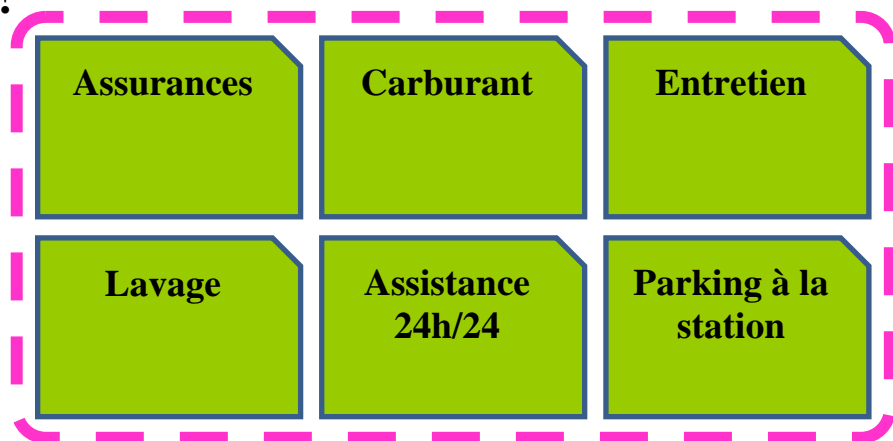 Assurances
Carburant
Entretien
Lavage
Assistance
24h/24
Parking à la
station